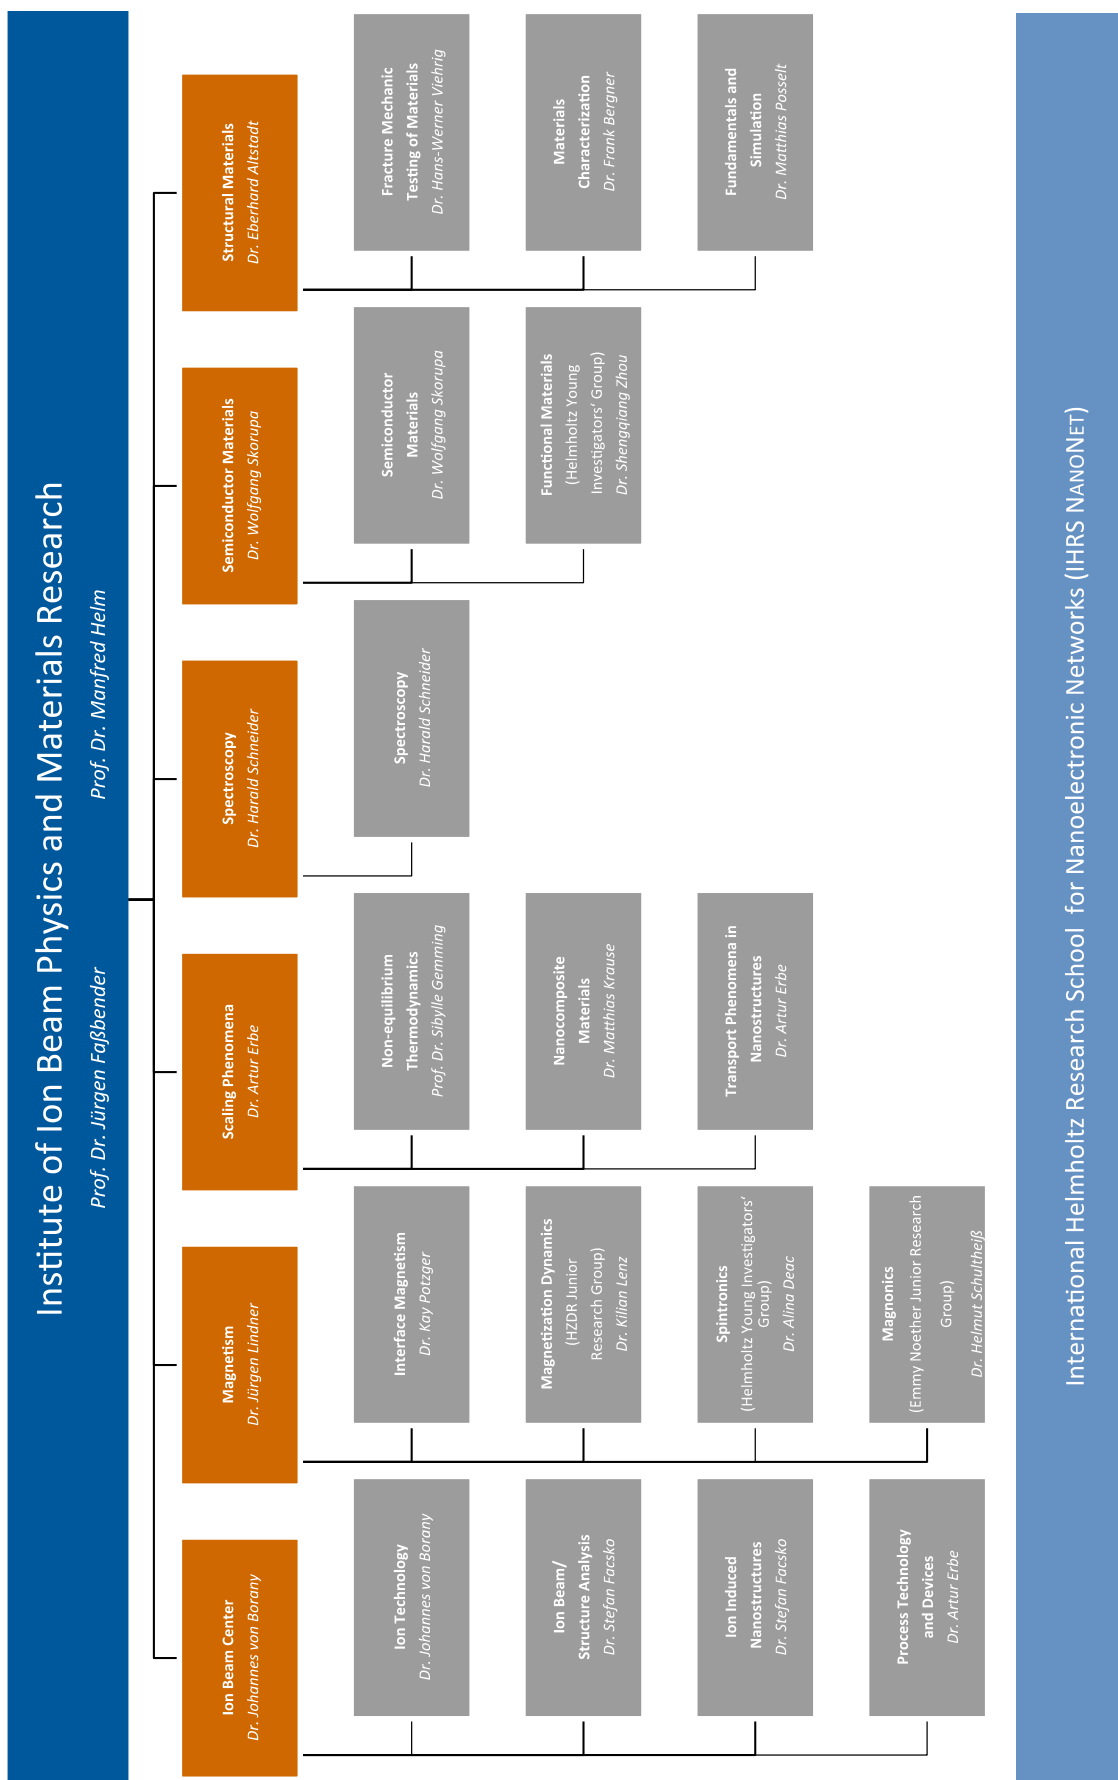 Institute of Ion Beam Physics and Materials Research
Prof. Dr. Jürgen Faßbender
Prof. Dr. Manfred Helm
Ion Beam Center
Dr. Johannes von Borany
Ion Technology
Dr. Johannes von Borany
Ion Beam/
Structure Analysis
Dr. Stefan Facsko
Ion Induced
Nanostructures
Dr. Stefan Facsko
Process Technology
and Devices
Dr. Artur Erbe
Magnetism
Dr. Jürgen Lindner
Interface Magnetism
Dr. Kay Potzger
Magnetization Dynamics
(HZDR Junior
Research Group)
Dr. Kilian Lenz
Spintronics
(Helmholtz Young Investigators‘
Group)
Dr. Alina Deac
Magnonics
(Emmy Noether Junior Research
Group)
Dr. Helmut Schultheiß
Scaling Phenomena
Dr. Artur Erbe
Non-equilibrium
Thermodynamics
Prof. Dr. Sibylle Gemming
Nanocomposite
Materials
Dr. Matthias Krause
Transport Phenomena in
Nanostructures
Dr. Artur Erbe
Spectroscopy
Dr. Harald Schneider
Spectroscopy
Dr. Harald Schneider
Semiconductor Materials
Dr. Wolfgang Skorupa
Semiconductor
Materials
Dr. Wolfgang Skorupa
Functional Materials
(Helmholtz Young
Investigators‘ Group)
Dr. Shengqiang Zhou
Structural Materials
Dr. Eberhard Altstadt
Fracture Mechanic
Testing of Materials
Dr. Hans-Werner Viehrig
Materials
Characterization
Dr. Frank Bergner
Fundamentals and
Simulation
Dr. Matthias Posselt
International Helmholtz Research School for Nanoelectronic Networks (IHRS NANONET)